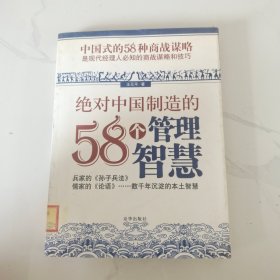 中国式的58种商战谋略
是现代经理人必知的商战谋略和技巧
绝对中国制造的
58个管理
智慧
兵家的《孙子兵法》
儒家的《论语》……数千年沉淀的本土智慧